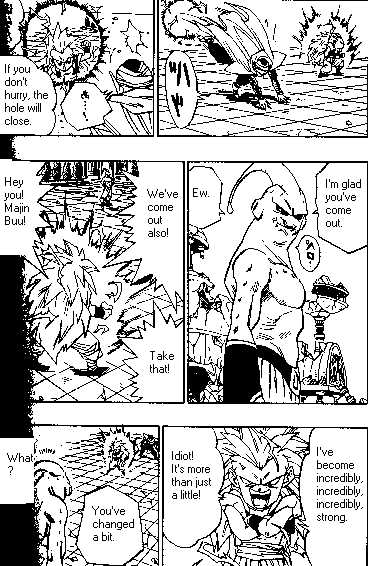 If you
don't
hurry, the
hole will
close.
Hey
you!
Majin
Buu!
We've
come
out
also!
Take
that!
Ew.
I'm glad
you've
come
out.
What
?
You've
changed
a bit.
Idiot!
It's more
than just
a little!
I've
become
incredibly,
incredibly,
incredibly,
strong.